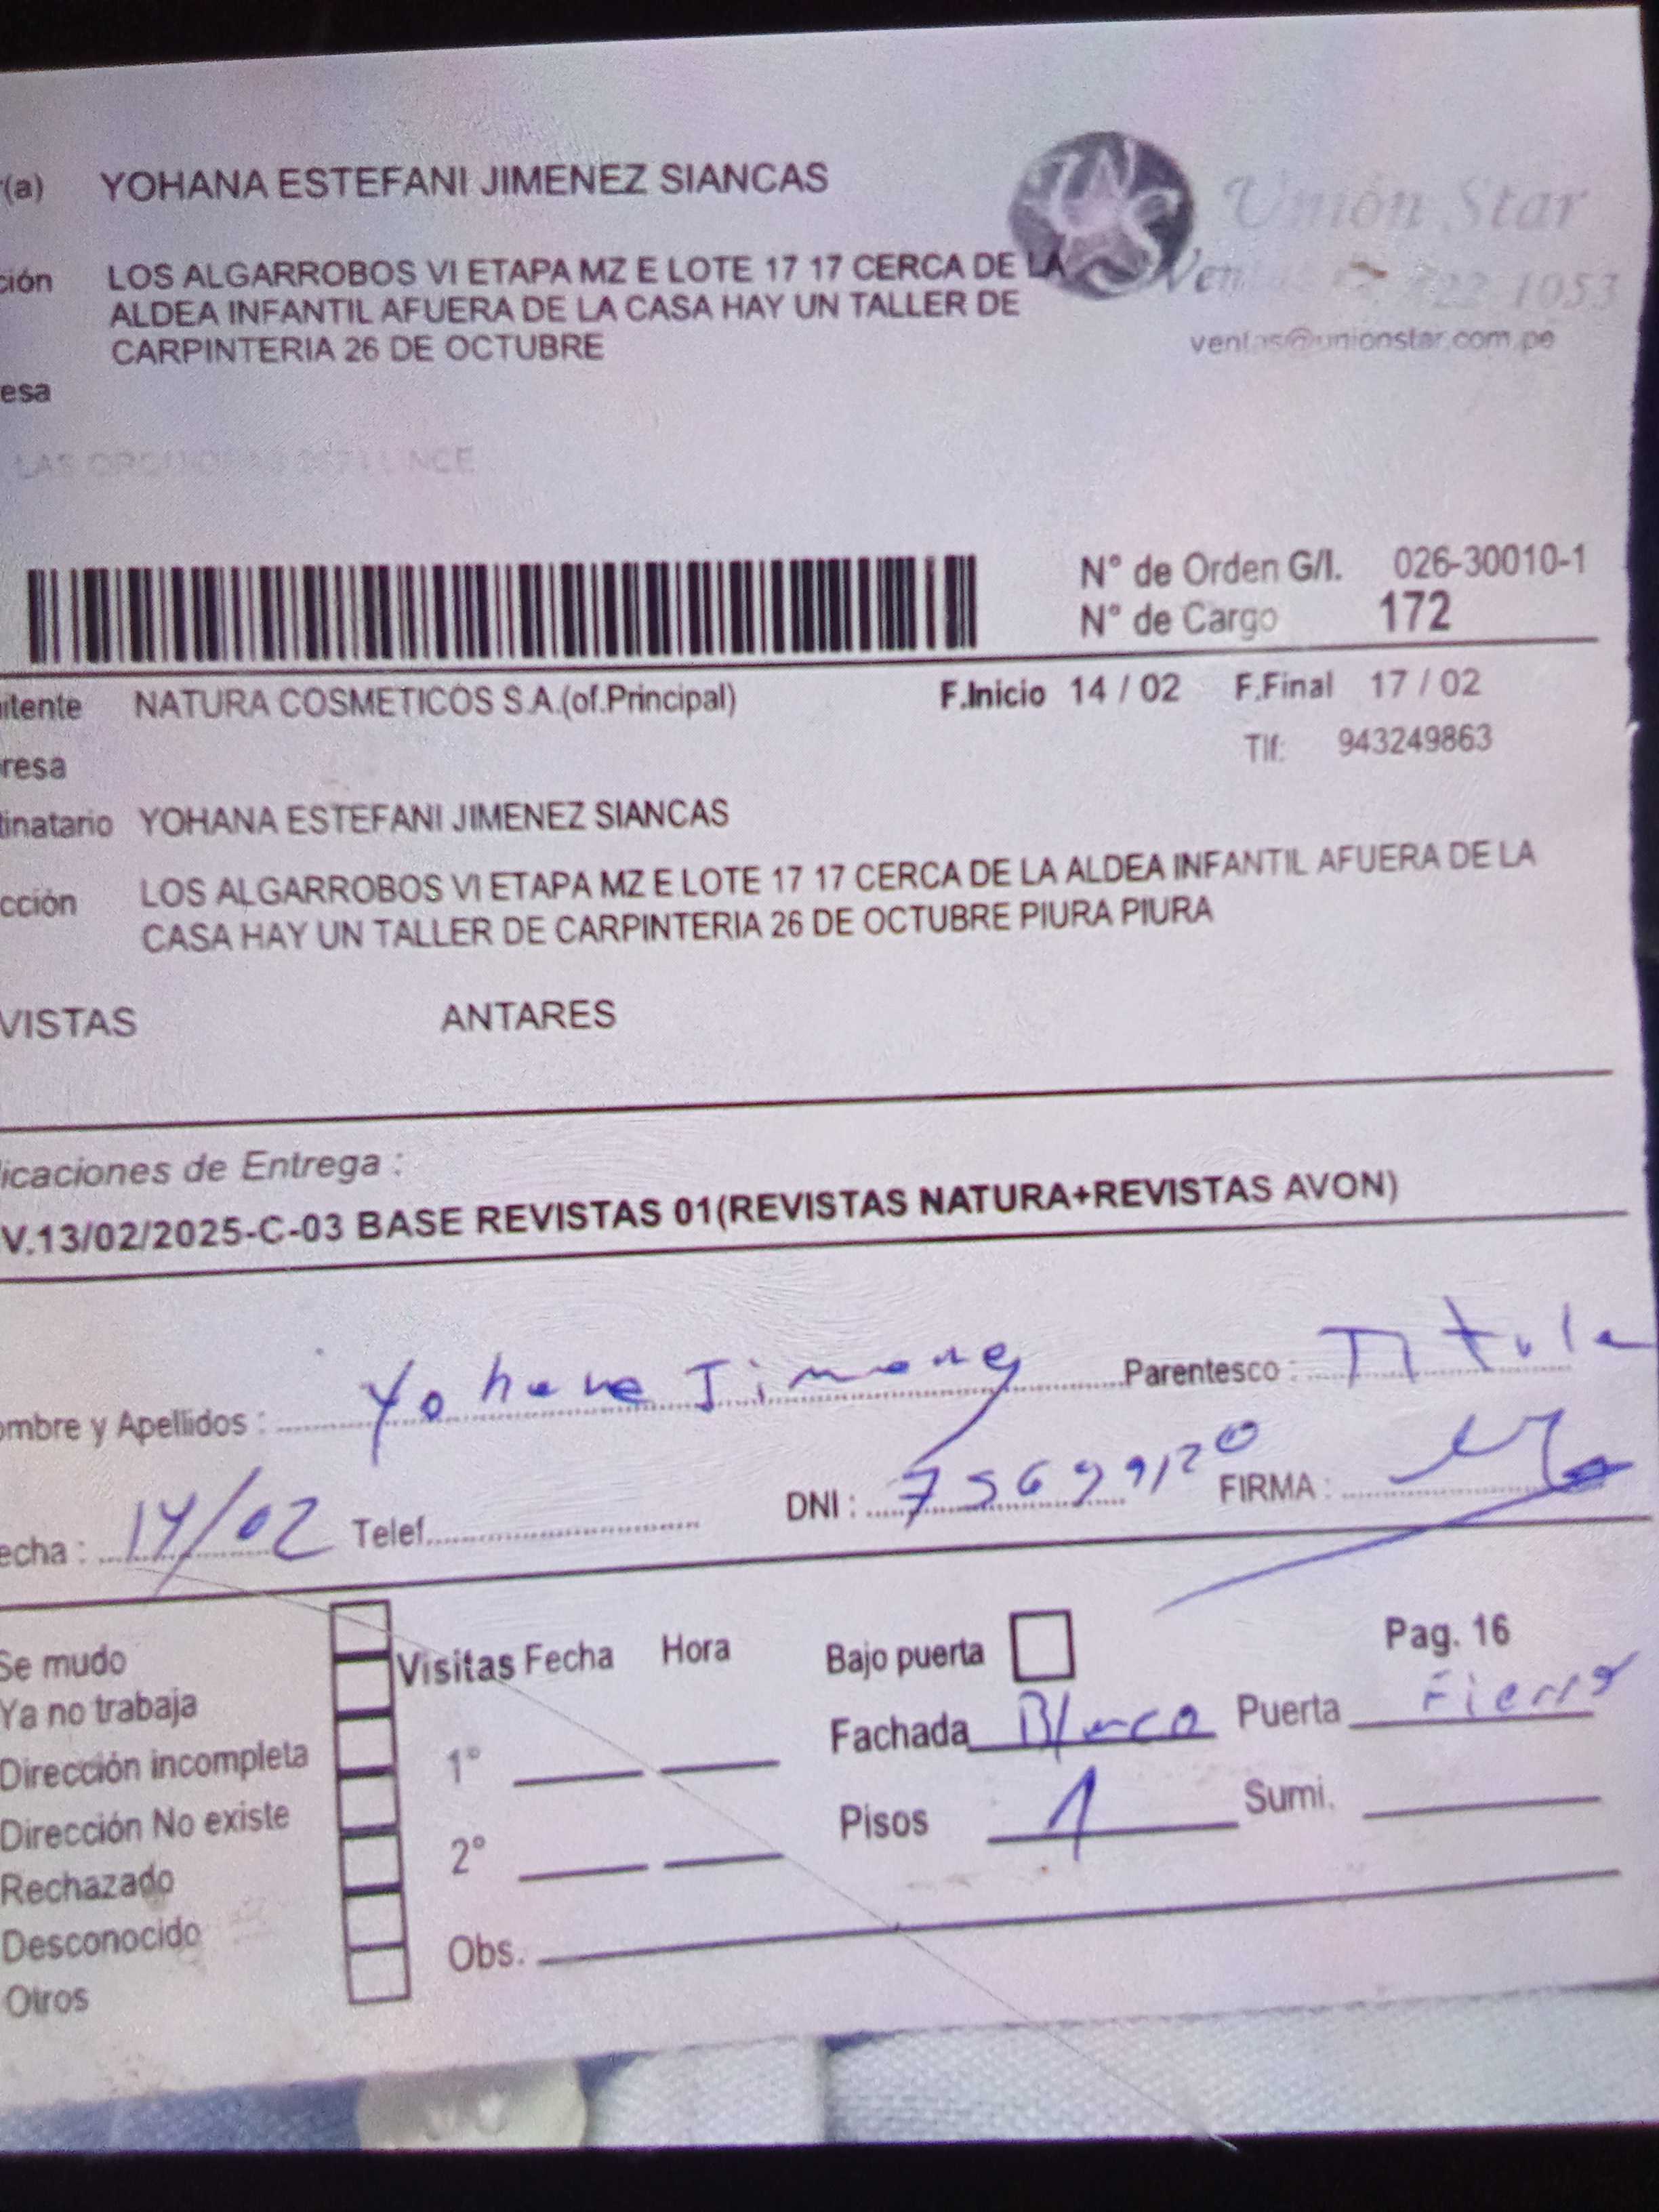 r(a) YOHANA ESTEFANI JIMENEZ SIANCAS
Unión Star
ción LOS ALGARROBOS VI ETAPA MZ E LOTE 17 17 CERCA DE LA
ALDEA INFANTIL AFUERA DE LA CASA HAY UN TALLER DE
CARPINTERIA 26 DE OCTUBRE
1053
ventas@unionstar.com.pe
esa
LAS
N° de Orden G/I. 026-30010-1
N° de Cargo 172
itente NATURA COSMETICOS S.A.(of.Principal) F.Inicio 14 / 02 F.Final 17 / 02
resa Tlf: 943249863
tinatario YOHANA ESTEFANI JIMENEZ SIANCAS
cción LOS ALGARROBOS VI ETAPA MZ E LOTE 17 17 CERCA DE LA ALDEA INFANTIL AFUERA DE LA
CASA HAY UN TALLER DE CARPINTERIA 26 DE OCTUBRE PIURA PIURA
VISTAS ANTARES
icaciones de Entrega :
V.13/02/2025-C-03 BASE REVISTAS 01(REVISTAS NATURA+REVISTAS AVON)
ombre y Apellidos : Yohana Jimenez Parentesco : Titular
echa : 14/02 Telef. DNI : 75699120 FIRMA :
Se mudo Visitas Fecha Hora Bajo puerta Pag. 16
Ya no trabaja Fachada Blanca Puerta Fierro
Dirección incompleta 1°
Dirección No existe Pisos 1 Sumi.
Rechazado 2°
Desconocido
Obs.
Otros